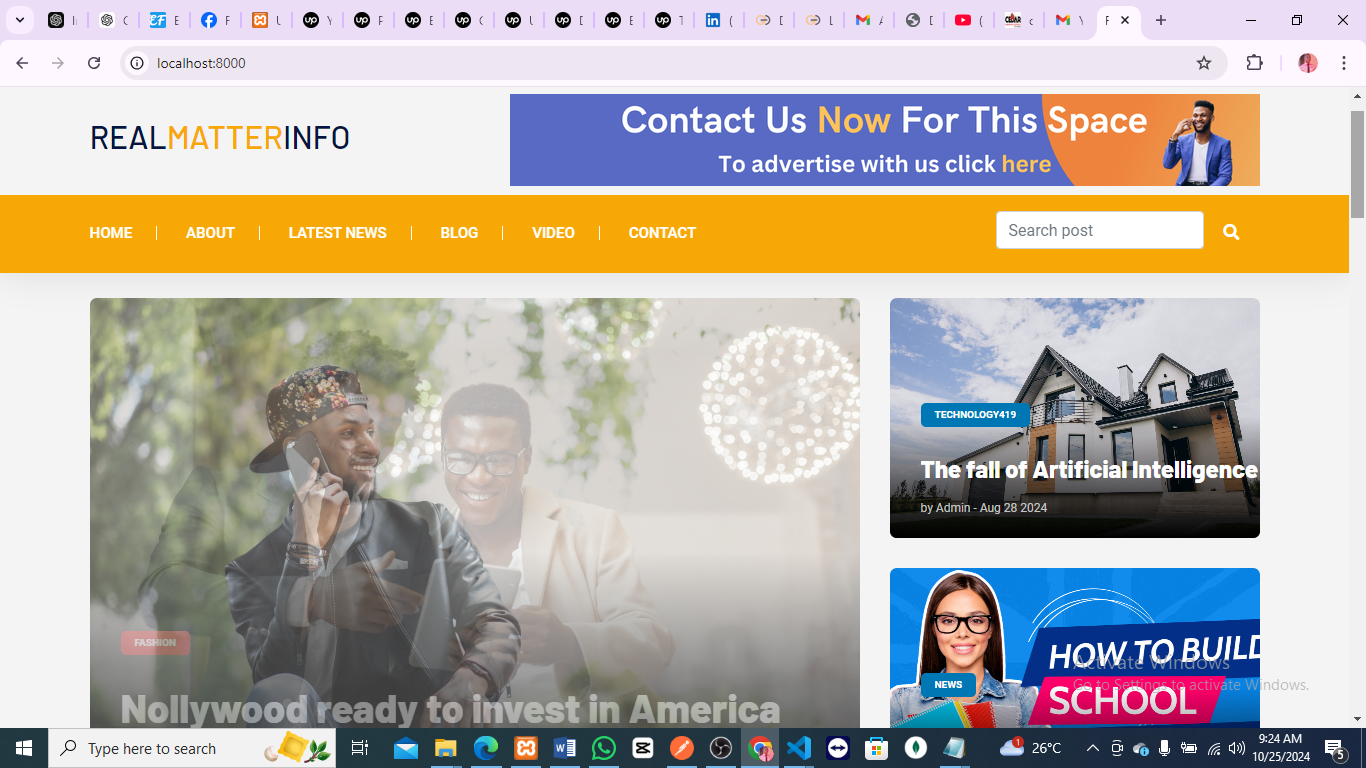 localhost:8000
REALMATTERINFO
Contact Us Now For This Space
To advertise with us click here
HOME
ABOUT
LATEST NEWS
BLOG
VIDEO
CONTACT
Search post
TECHNOLOGY419
The fall of Artificial Intelligence
by Admin - Aug 28 2024
FASHION
Nollywood ready to invest in America
HOW TO BUILD
SCHOOL
NEWS
Activate Windows
Go to Settings to activate Windows.
Type here to search
1
26°C
9:24 AM
10/25/2024
5